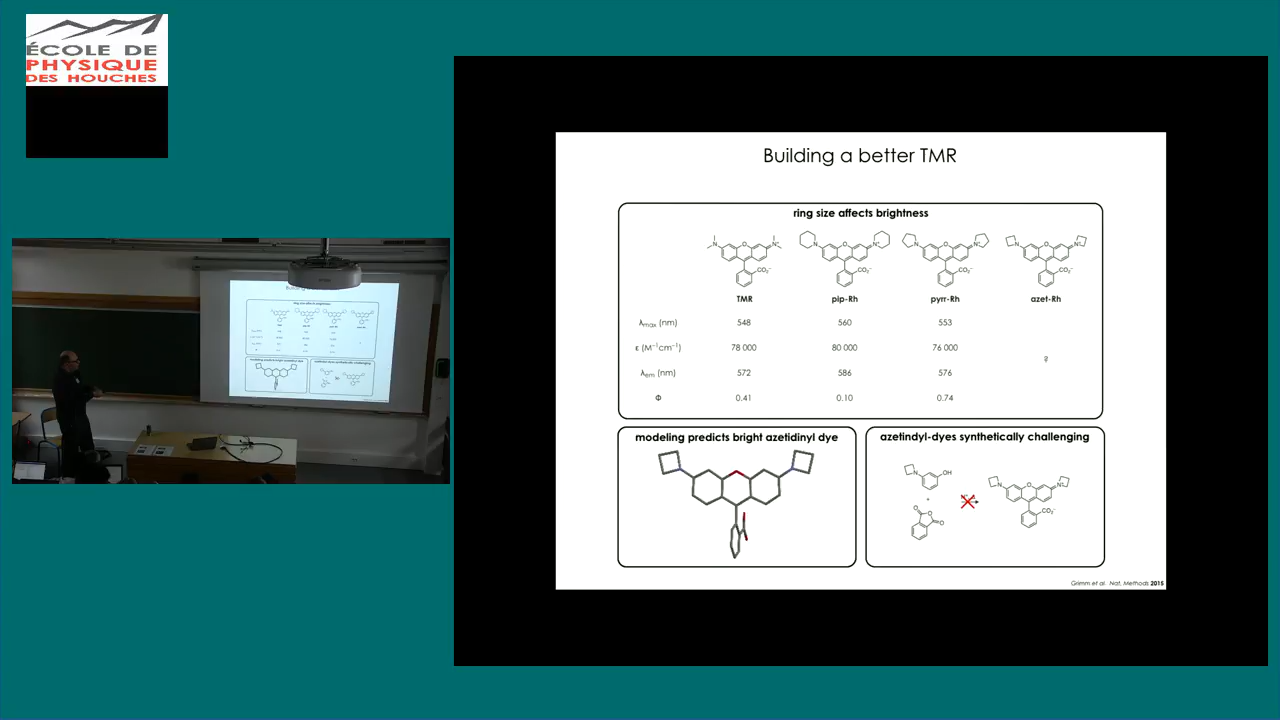 ÉCOLE DE
PHYSIQUE
DES HOUCHES
Building a better TMR
ring size affects brightness
TMR pip-Rh pyrr-Rh azet-Rh
λmax (nm) 548 560 553
ε (M⁻¹cm⁻¹) 78 000 80 000 76 000
?
λem (nm) 572 586 576
Φ 0.41 0.10 0.74
modeling predicts bright azetidinyl dye
azetindyl-dyes synthetically challenging
Grimm et al. Nat. Methods 2015